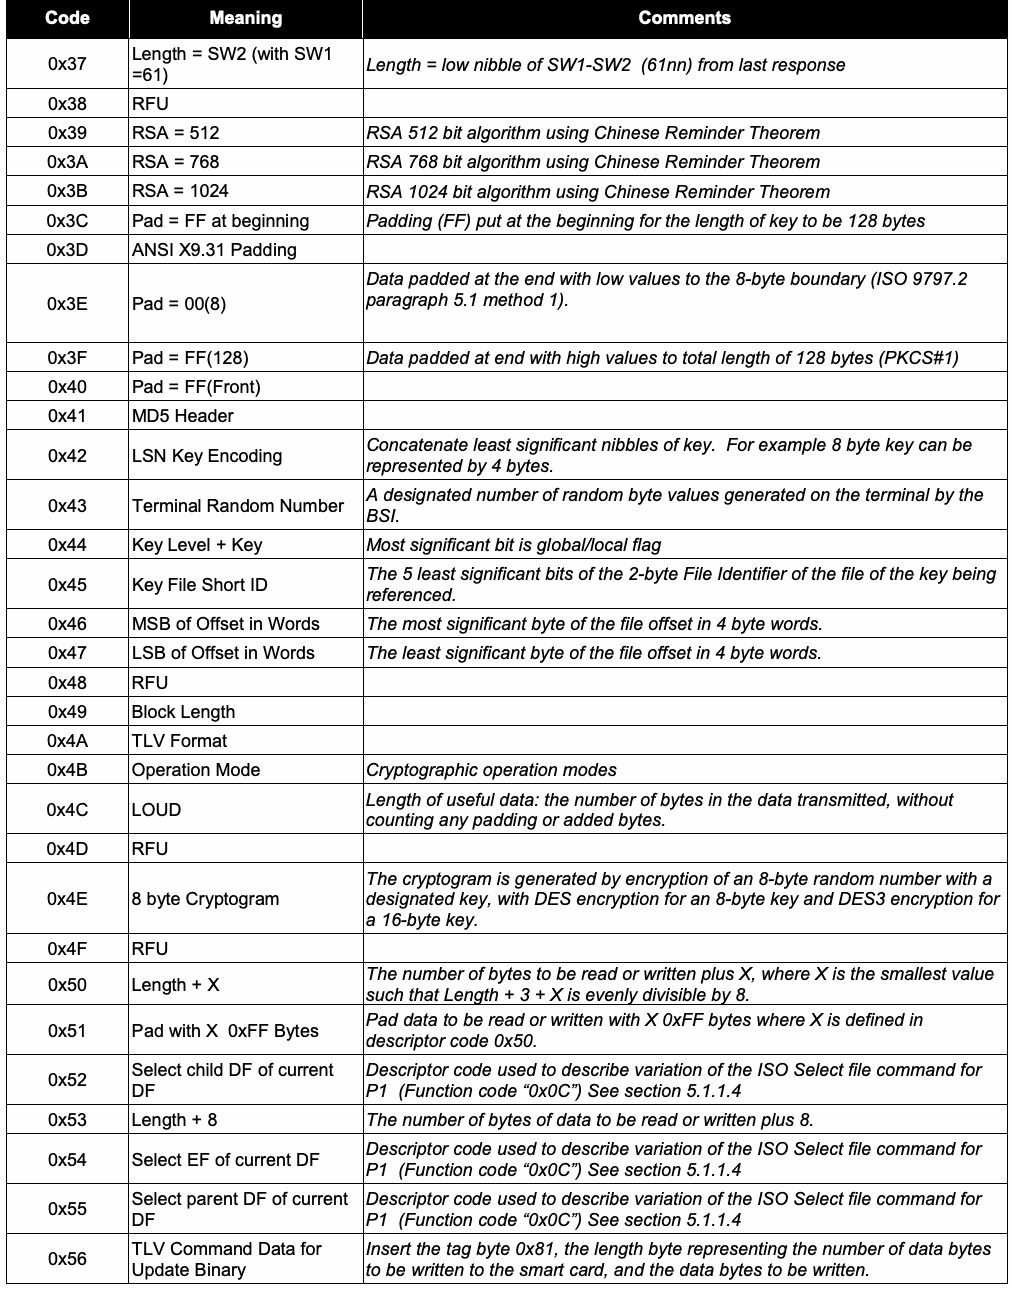 Code Meaning Comments
0x37 Length = SW2 (with SW1 Length = low nibble of SW1-SW2  (61nn) from last response
=61)
0x38 RFU
0x39 RSA = 512 RSA 512 bit algorithm using Chinese Reminder Theorem
0x3A RSA = 768 RSA 768 bit algorithm using Chinese Reminder Theorem
0x3B RSA = 1024 RSA 1024 bit algorithm using Chinese Reminder Theorem
0x3C Pad = FF at beginning Padding (FF) put at the beginning for the length of key to be 128 bytes
0x3D ANSI X9.31 Padding
0x3E Pad = 00(8) Data padded at the end with low values to the 8-byte boundary (ISO 9797.2
paragraph 5.1 method 1).
0x3F Pad = FF(128) Data padded at end with high values to total length of 128 bytes (PKCS#1)
0x40 Pad = FF(Front)
0x41 MD5 Header
0x42 LSN Key Encoding Concatenate least significant nibbles of key.  For example 8 byte key can be
represented by 4 bytes.
0x43 Terminal Random Number A designated number of random byte values generated on the terminal by the
BSI.
0x44 Key Level + Key Most significant bit is global/local flag
0x45 Key File Short ID The 5 least significant bits of the 2-byte File Identifier of the file of the key being
referenced.
0x46 MSB of Offset in Words The most significant byte of the file offset in 4 byte words.
0x47 LSB of Offset in Words The least significant byte of the file offset in 4 byte words.
0x48 RFU
0x49 Block Length
0x4A TLV Format
0x4B Operation Mode Cryptographic operation modes
0x4C LOUD Length of useful data: the number of bytes in the data transmitted, without
counting any padding or added bytes.
0x4D RFU
0x4E 8 byte Cryptogram The cryptogram is generated by encryption of an 8-byte random number with a
designated key, with DES encryption for an 8-byte key and DES3 encryption for
a 16-byte key.
0x4F RFU
0x50 Length + X The number of bytes to be read or written plus X, where X is the smallest value
such that Length + 3 + X is evenly divisible by 8.
0x51 Pad with X  0xFF Bytes Pad data to be read or written with X 0xFF bytes where X is defined in
descriptor code 0x50.
0x52 Select child DF of current Descriptor code used to describe variation of the ISO Select file command for
DF P1  (Function code “0x0C”) See section 5.1.1.4
0x53 Length + 8 The number of bytes of data to be read or written plus 8.
0x54 Select EF of current DF Descriptor code used to describe variation of the ISO Select file command for
P1  (Function code “0x0C”) See section 5.1.1.4
0x55 Select parent DF of current Descriptor code used to describe variation of the ISO Select file command for
DF P1  (Function code “0x0C”) See section 5.1.1.4
0x56 TLV Command Data for Insert the tag byte 0x81, the length byte representing the number of data bytes
Update Binary to be written to the smart card, and the data bytes to be written.